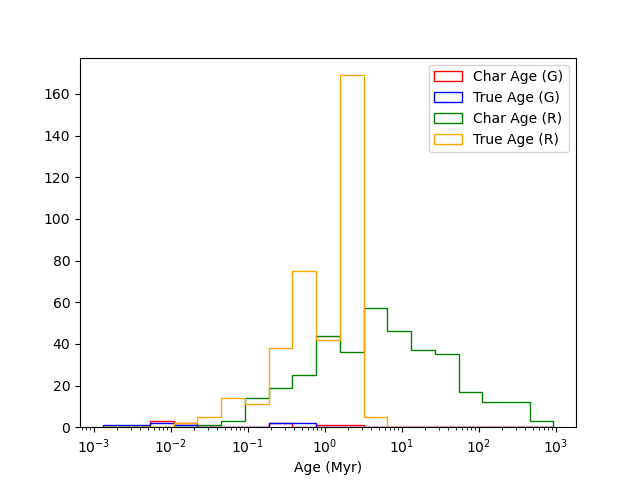 Char Age (G)
True Age (G)
Char Age (R)
True Age (R)
160
140
120
100
80
60
40
20
0
10⁻³ 10⁻² 10⁻¹ 10⁰ 10¹ 10² 10³
Age (Myr)